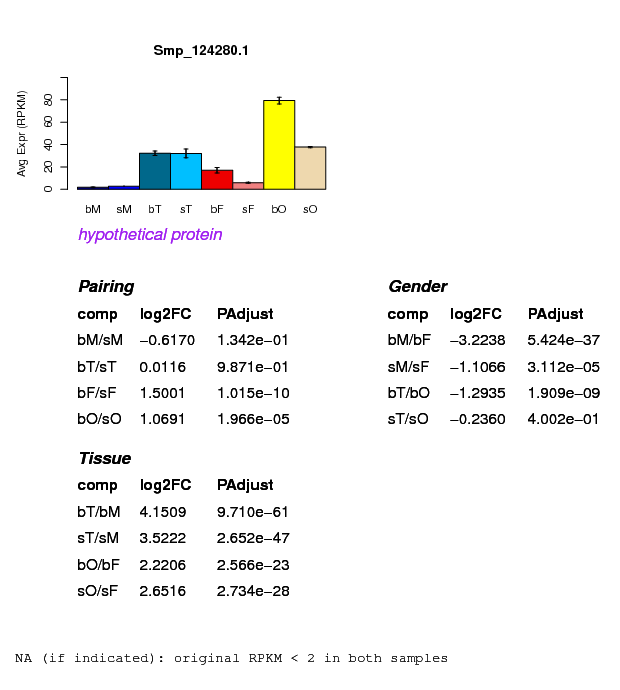 Smp_124280.1
Avg Expr (RPKM)
0 20 40 60 80
bM sM bT sT bF sF bO sO
hypothetical protein
Pairing
comp log2FC PAdjust
bM/sM −0.6170 1.342e−01
bT/sT 0.0116 9.871e−01
bF/sF 1.5001 1.015e−10
bO/sO 1.0691 1.966e−05
Gender
comp log2FC PAdjust
bM/bF −3.2238 5.424e−37
sM/sF −1.1066 3.112e−05
bT/bO −1.2935 1.909e−09
sT/sO −0.2360 4.002e−01
Tissue
comp log2FC PAdjust
bT/bM 4.1509 9.710e−61
sT/sM 3.5222 2.652e−47
bO/bF 2.2206 2.566e−23
sO/sF 2.6516 2.734e−28
NA (if indicated): original RPKM < 2 in both samples